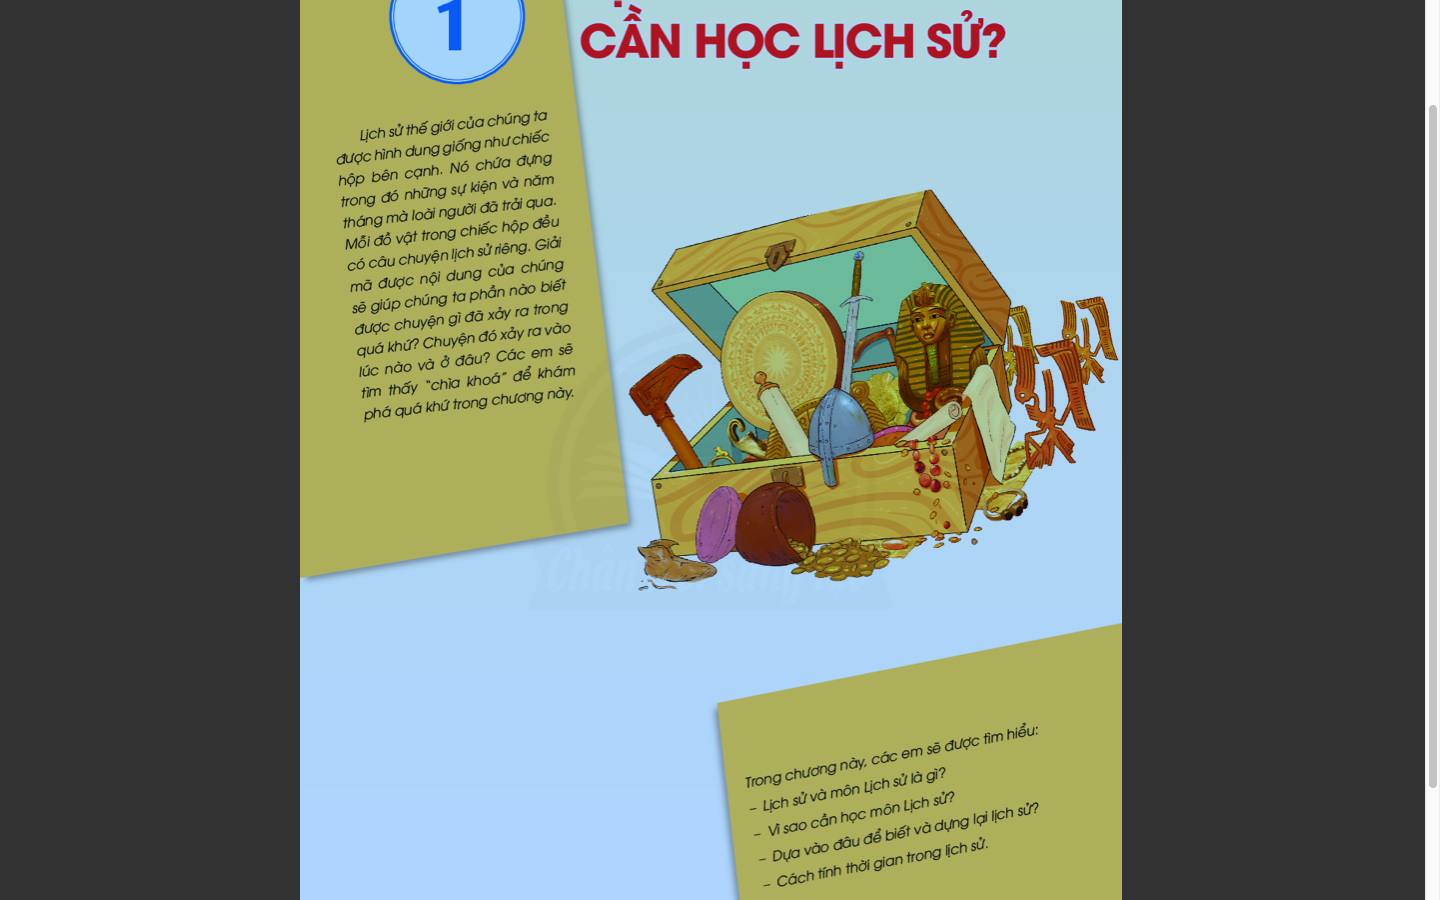 1
CẦN HỌC LỊCH SỬ?
Lịch sử thế giới của chúng ta
được hình dung giống như chiếc
hộp bên cạnh. Nó chứa đựng
trong đó những sự kiện và năm
tháng mà loài người đã trải qua.
Mỗi đồ vật trong chiếc hộp đều
có câu chuyện lịch sử riêng. Giải
mã được nội dung của chúng
sẽ giúp chúng ta phần nào biết
được chuyện gì đã xảy ra trong
quá khứ? Chuyện đó xảy ra vào
lúc nào và ở đâu? Các em sẽ
tìm thấy “chìa khoá” để khám
phá quá khứ trong chương này.
Trong chương này, các em sẽ được tìm hiểu:
– Lịch sử và môn Lịch sử là gì?
– Vì sao cần học môn Lịch sử?
– Dựa vào đâu để biết và dựng lại lịch sử?
– Cách tính thời gian trong lịch sử.